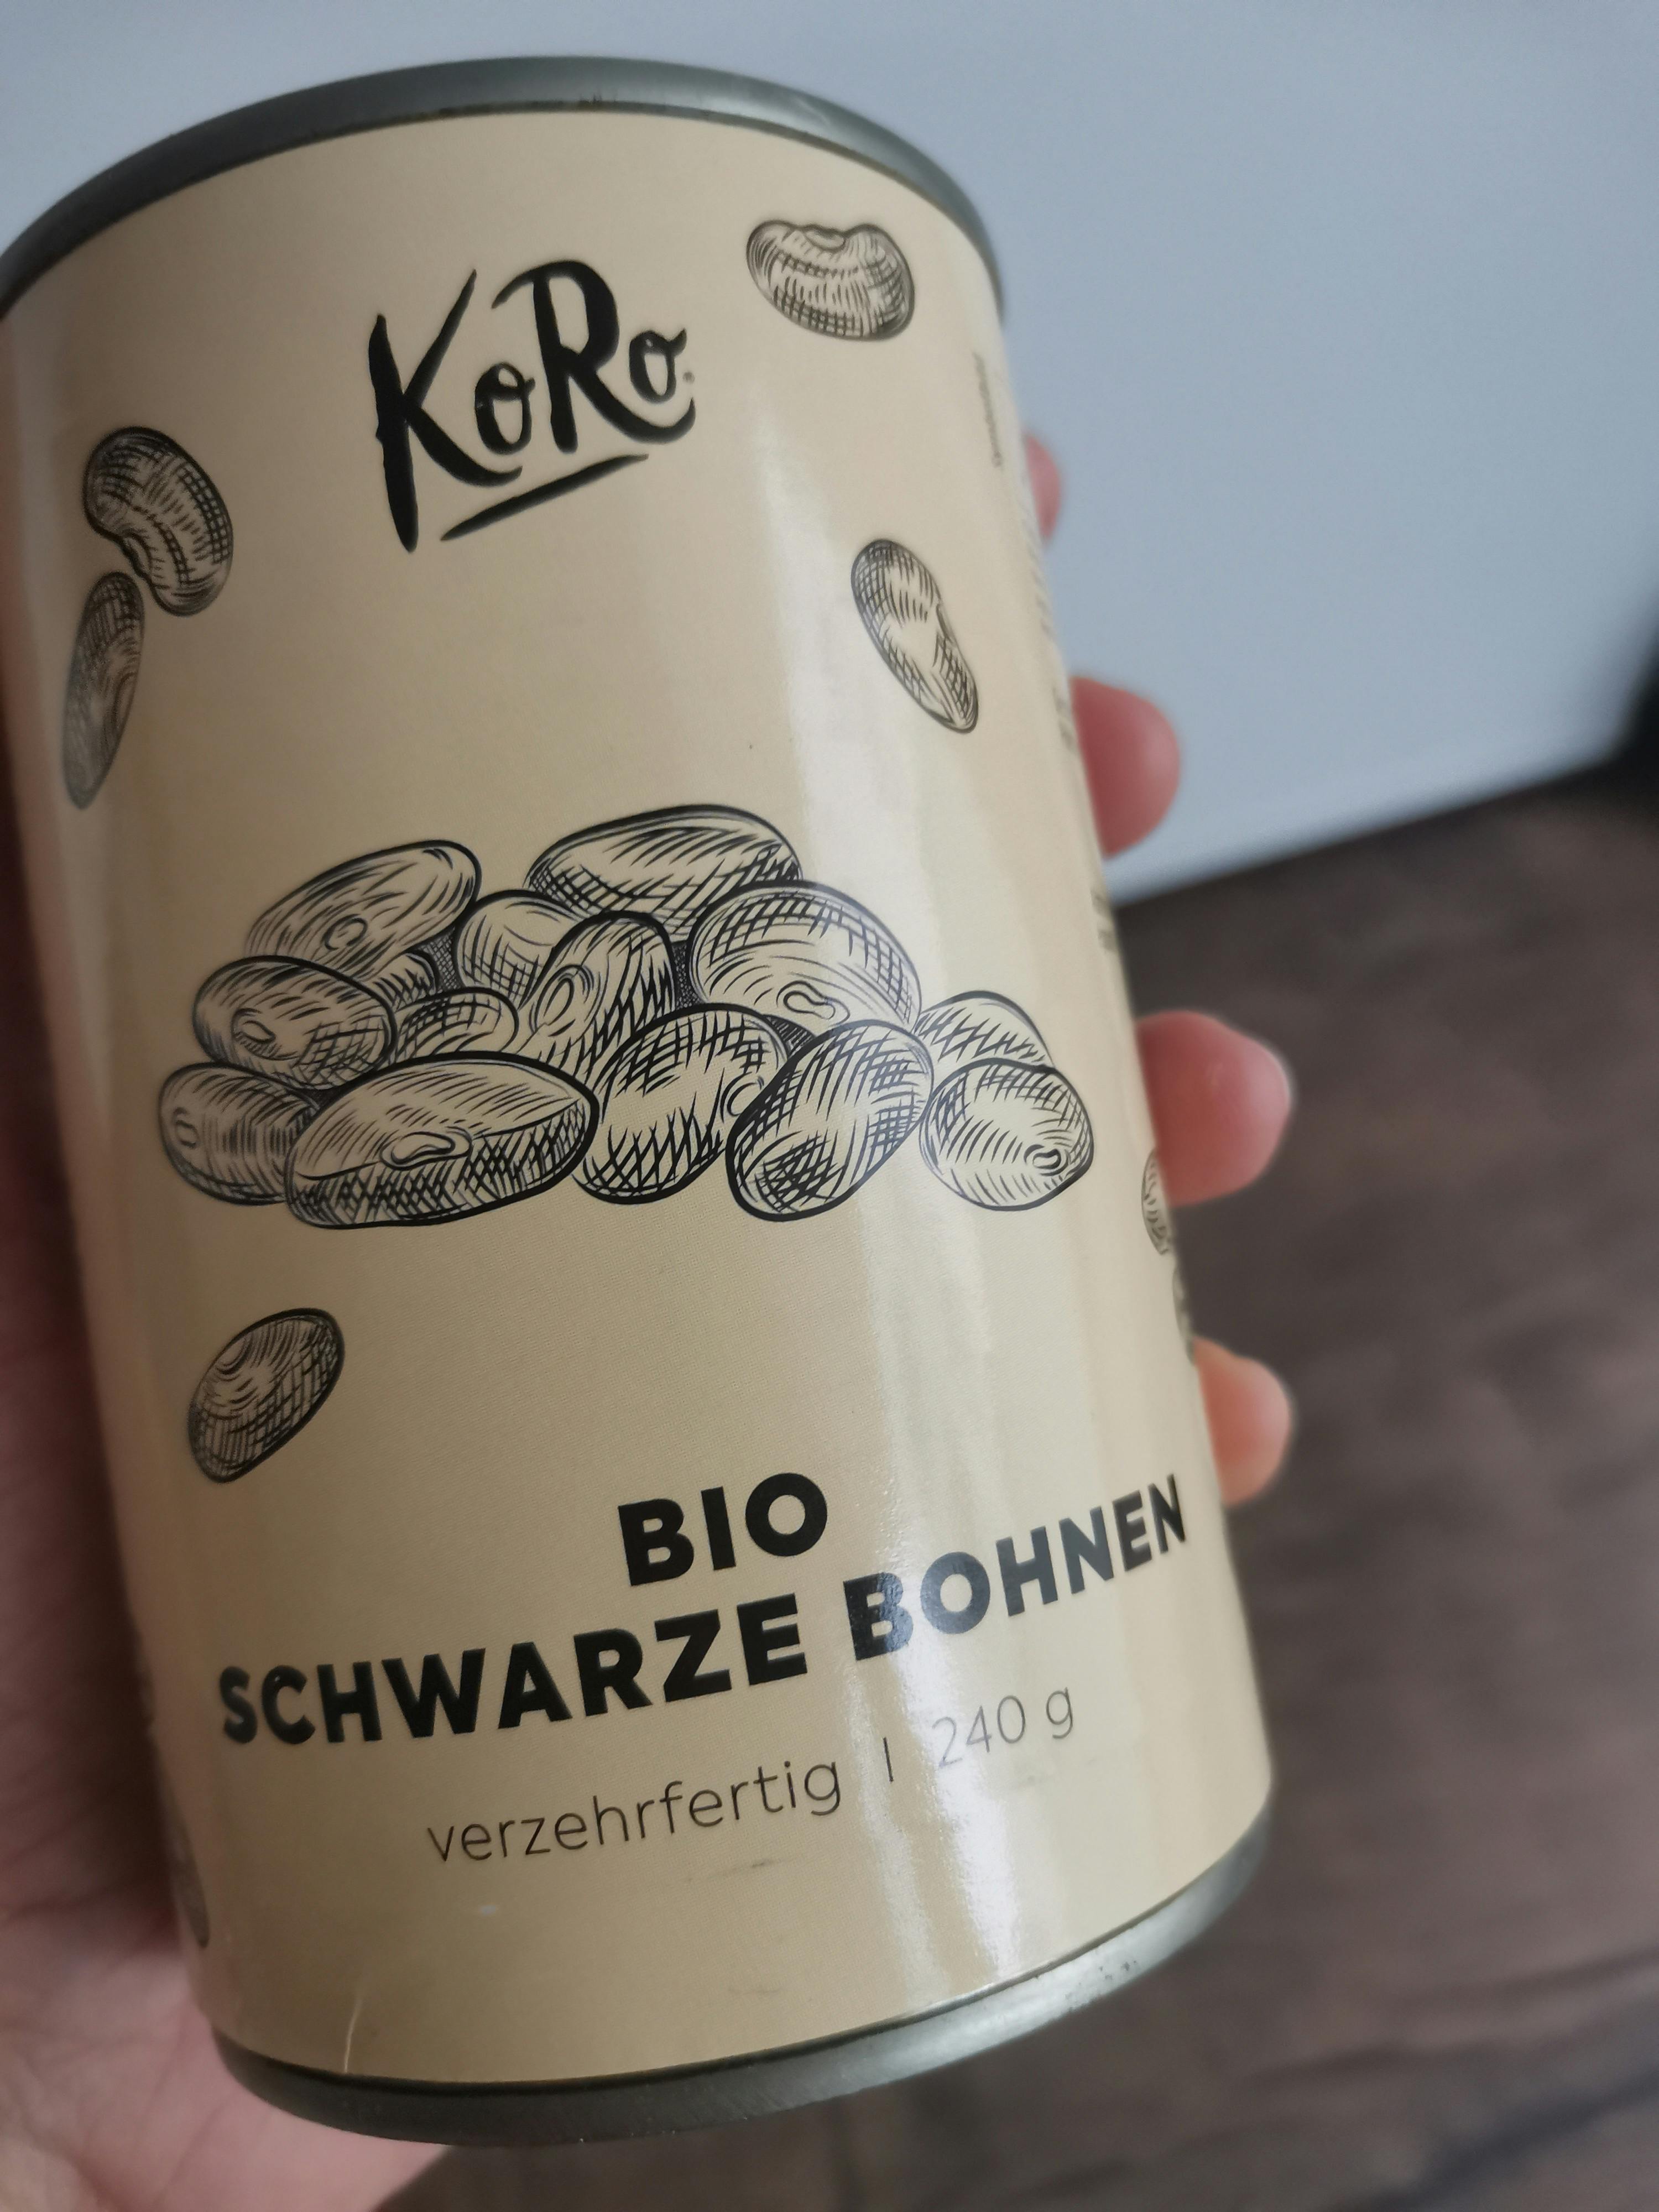 KoRo
BIO
SCHWARZE BOHNEN
verzehrfertig | 240 g